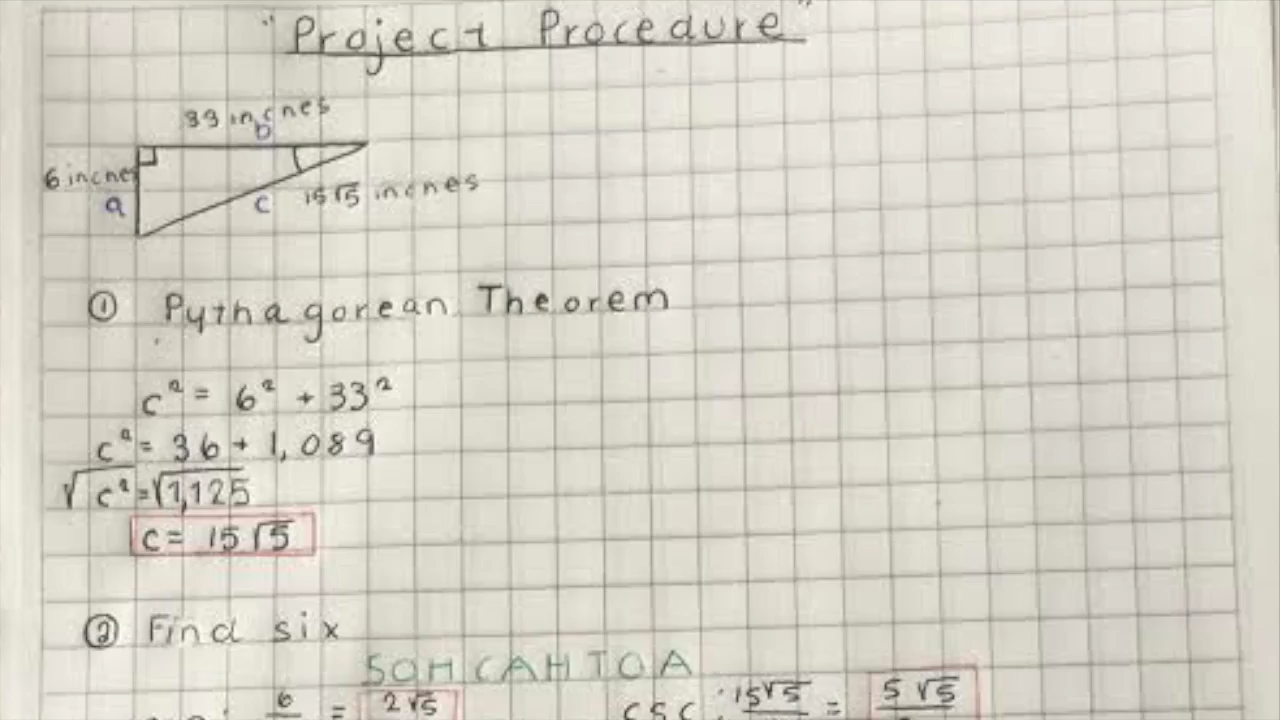 "Project Procedure"
33 inches
b
6 inches
a
c
15√5 inches
① Pythagorean Theorem
c² = 6² + 33²
c² = 36 + 1,089
√c² = √1,125
c = 15√5
② Find six
SOH CAH TOA
6 = 2√5
csc: 15√5 = 5√5